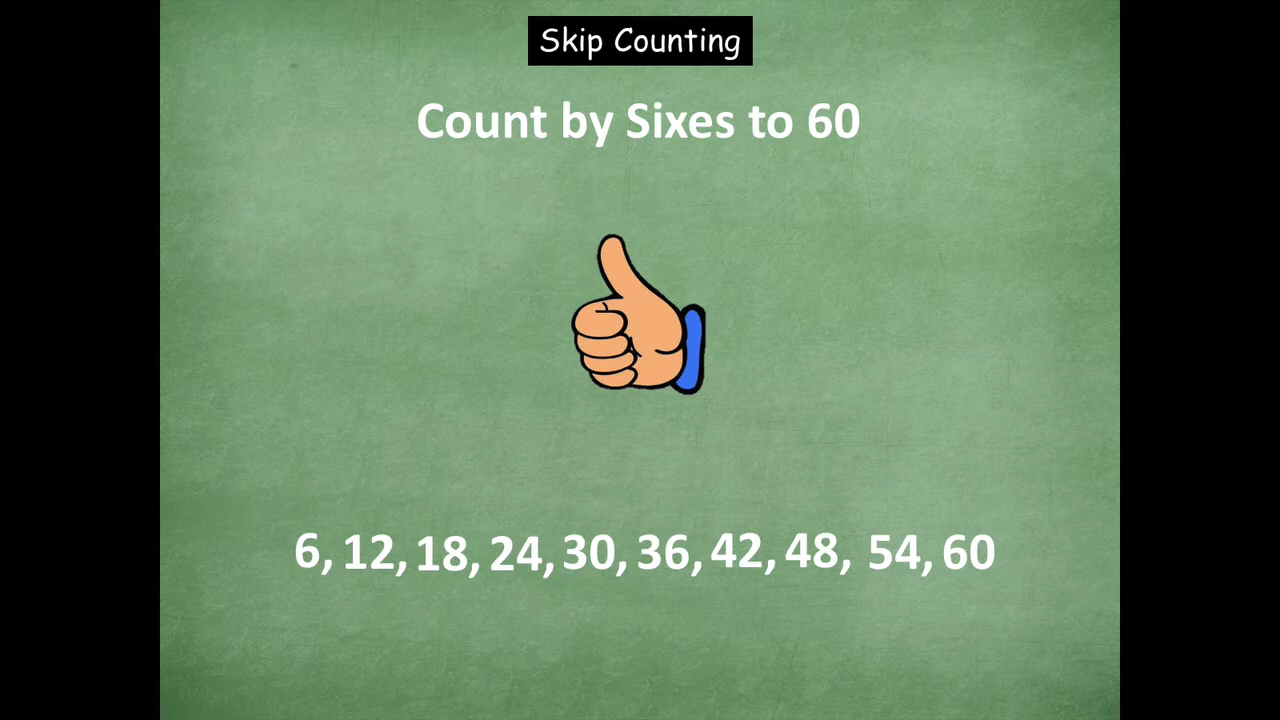 Skip Counting
Count by Sixes to 60
6, 12, 18, 24, 30, 36, 42, 48, 54, 60